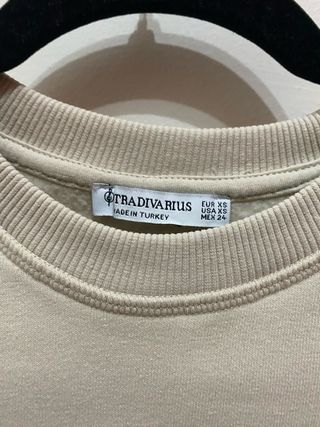 STRADIVARIUS
MADE IN TURKEY
EUR XS
USA XS
MEX 24